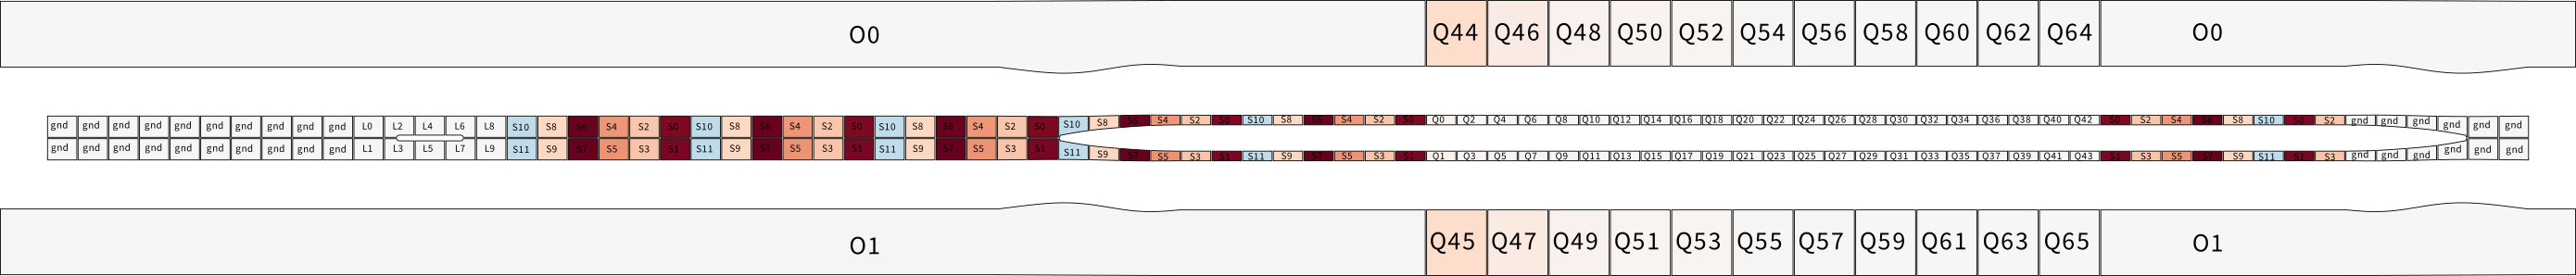 O0 Q44 Q46 Q48 Q50 Q52 Q54 Q56 Q58 Q60 Q62 Q64 O0
gnd gnd gnd gnd gnd gnd gnd gnd gnd gnd L0 L2 L4 L6 L8 S10 S8 S6 S4 S2 S0 S10 S8 S6 S4 S2 S0 S10 S8 S6 S4 S2 S0 S10 S8 S6 S4 S2 S0 S10 S8 S6 S4 S2 S0 Q0 Q2 Q4 Q6 Q8 Q10 Q12 Q14 Q16 Q18 Q20 Q22 Q24 Q26 Q28 Q30 Q32 Q34 Q36 Q38 Q40 Q42 S0 S2 S4 S6 S8 S10 S0 S2 gnd gnd gnd gnd gnd gnd
gnd gnd gnd gnd gnd gnd gnd gnd gnd gnd L1 L3 L5 L7 L9 S11 S9 S7 S5 S3 S1 S11 S9 S7 S5 S3 S1 S11 S9 S7 S5 S3 S1 S11 S9 S7 S5 S3 S1 S11 S9 S7 S5 S3 S1 Q1 Q3 Q5 Q7 Q9 Q11 Q13 Q15 Q17 Q19 Q21 Q23 Q25 Q27 Q29 Q31 Q33 Q35 Q37 Q39 Q41 Q43 S1 S3 S5 S7 S9 S11 S1 S3 gnd gnd gnd gnd gnd gnd
O1 Q45 Q47 Q49 Q51 Q53 Q55 Q57 Q59 Q61 Q63 Q65 O1